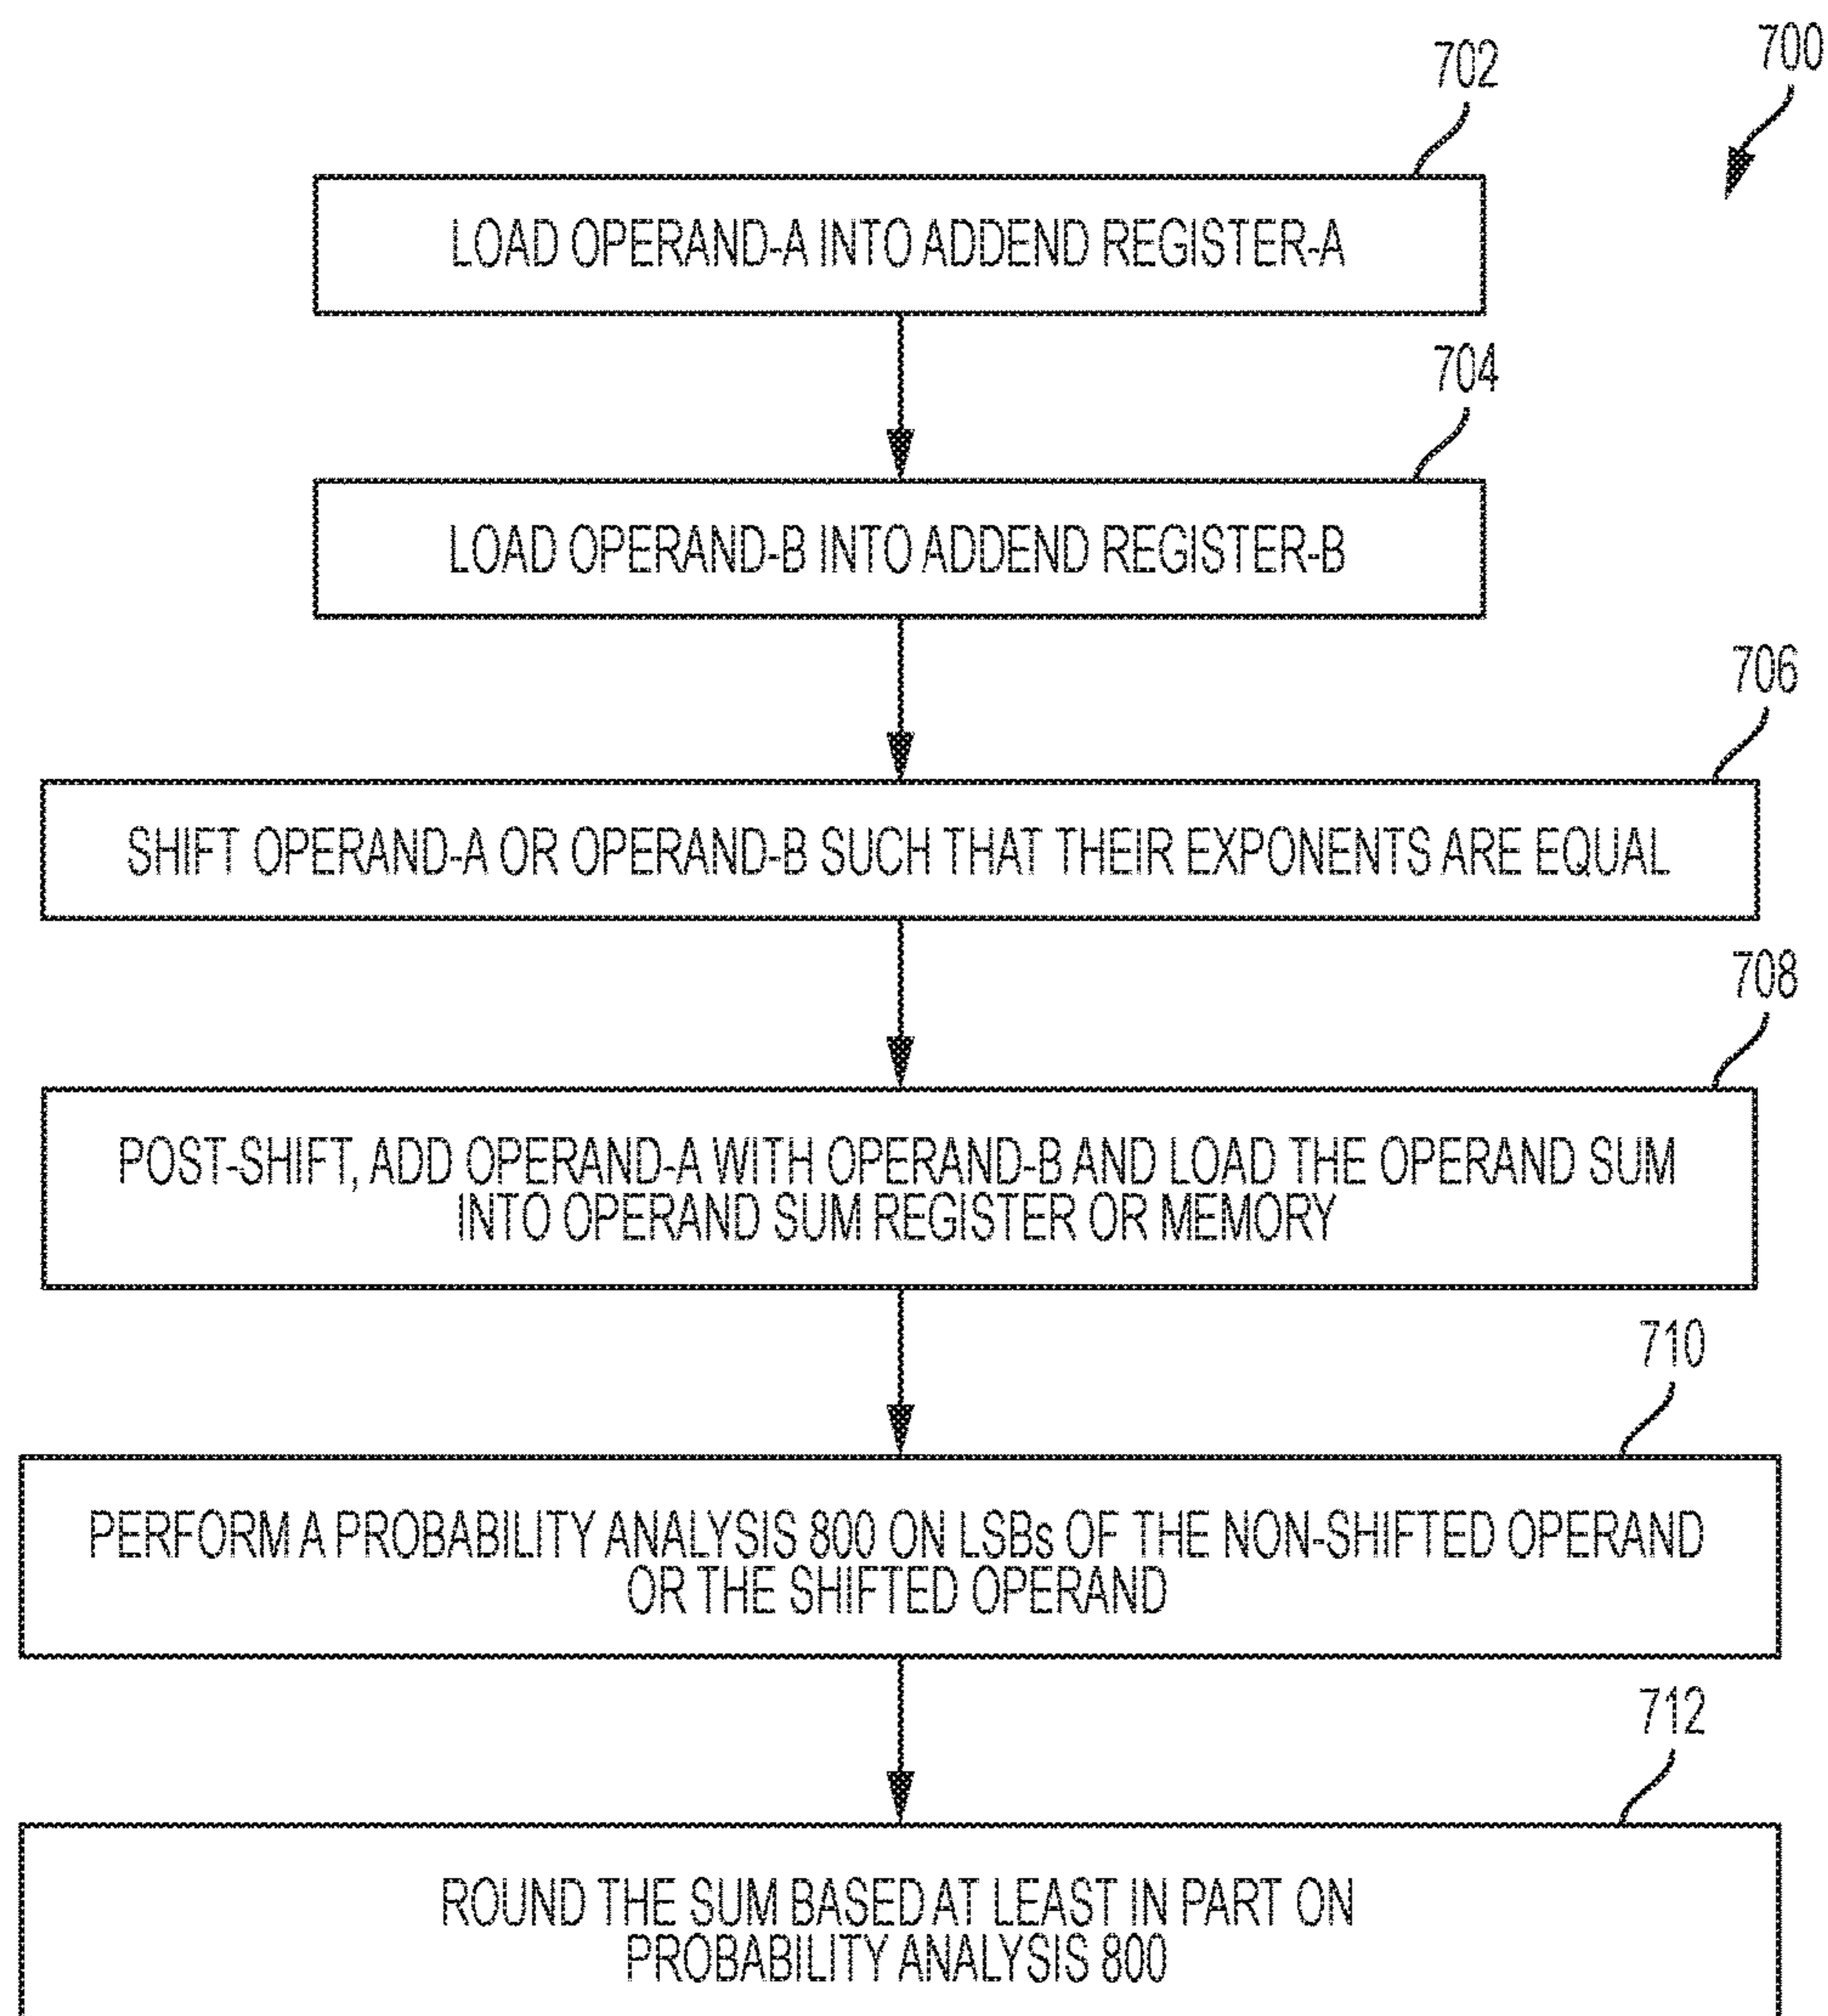 700
702
LOAD OPERAND-A INTO ADDEND REGISTER-A
704
LOAD OPERAND-B INTO ADDEND REGISTER-B
706
SHIFT OPERAND-A OR OPERAND-B SUCH THAT THEIR EXPONENTS ARE EQUAL
708
POST-SHIFT, ADD OPERAND-A WITH OPERAND-B AND LOAD THE OPERAND SUM
INTO OPERAND SUM REGISTER OR MEMORY
710
PERFORM A PROBABILITY ANALYSIS 800 ON LSBs OF THE NON-SHIFTED OPERAND
OR THE SHIFTED OPERAND
712
ROUND THE SUM BASED AT LEAST IN PART ON
PROBABILITY ANALYSIS 800